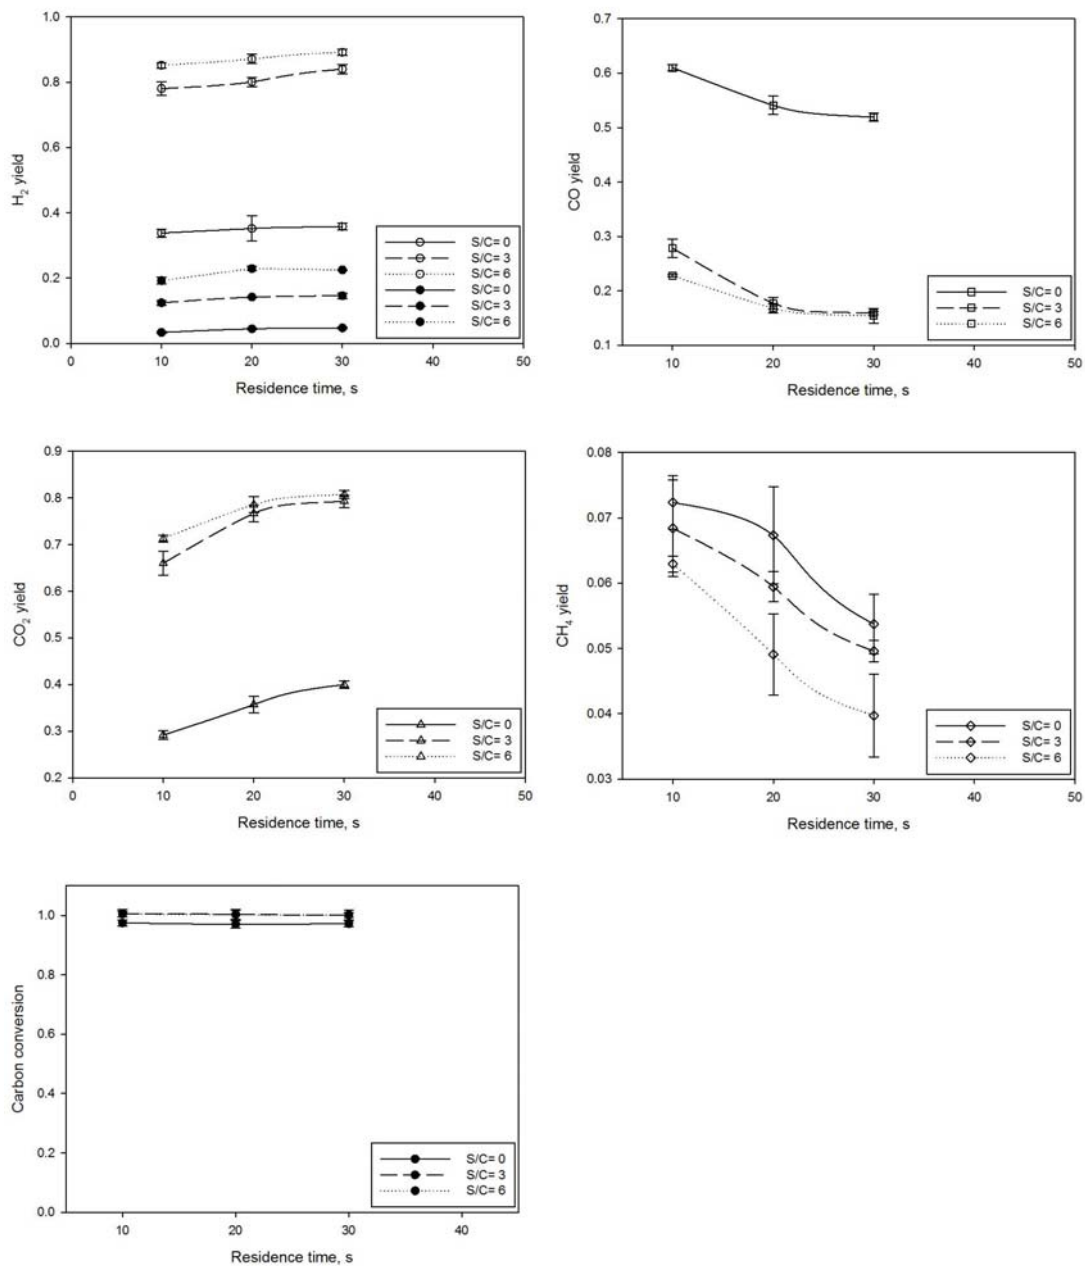 H2 yield
1.0
0.8
0.6
0.4
0.2
0.0
0 10 20 30 40 50
Residence time, s
S/C= 0
S/C= 3
S/C= 6
S/C= 0
S/C= 3
S/C= 6
CO yield
0.7
0.6
0.5
0.4
0.3
0.2
0.1
10 20 30 40 50
Residence time, s
S/C= 0
S/C= 3
S/C= 6
CO2 yield
0.9
0.8
0.7
0.6
0.5
0.4
0.3
0.2
0 10 20 30 40 50
Residence time, s
S/C= 0
S/C= 3
S/C= 6
CH4 yield
0.08
0.07
0.06
0.05
0.04
0.03
10 20 30 40 50
Residence time, s
S/C= 0
S/C= 3
S/C= 6
Carbon conversion
1.0
0.8
0.6
0.4
0.2
0.0
10 20 30 40
Residence time, s
S/C= 0
S/C= 3
S/C= 6